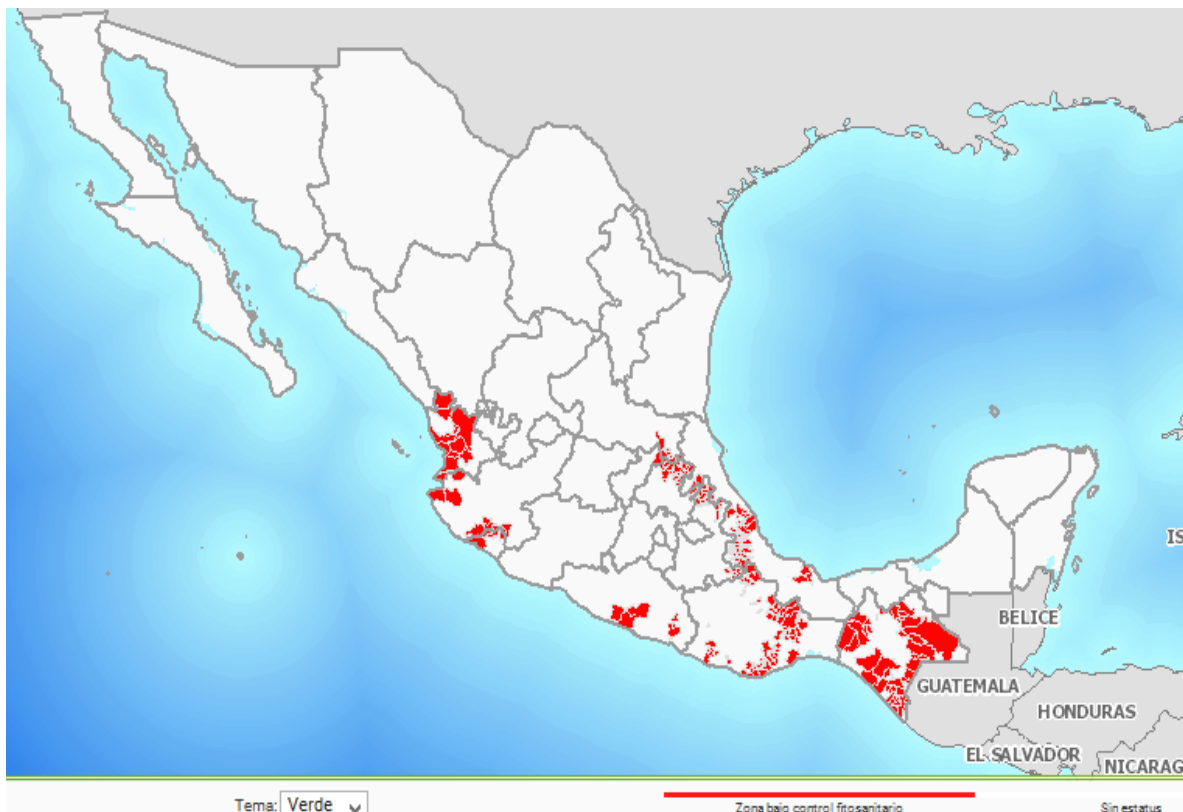 IS
BELICE
GUATEMALA
HONDURAS
EL SALVADOR
NICARAG
Tema: Verde
Zona bajo control fitosanitario
Sin estatus